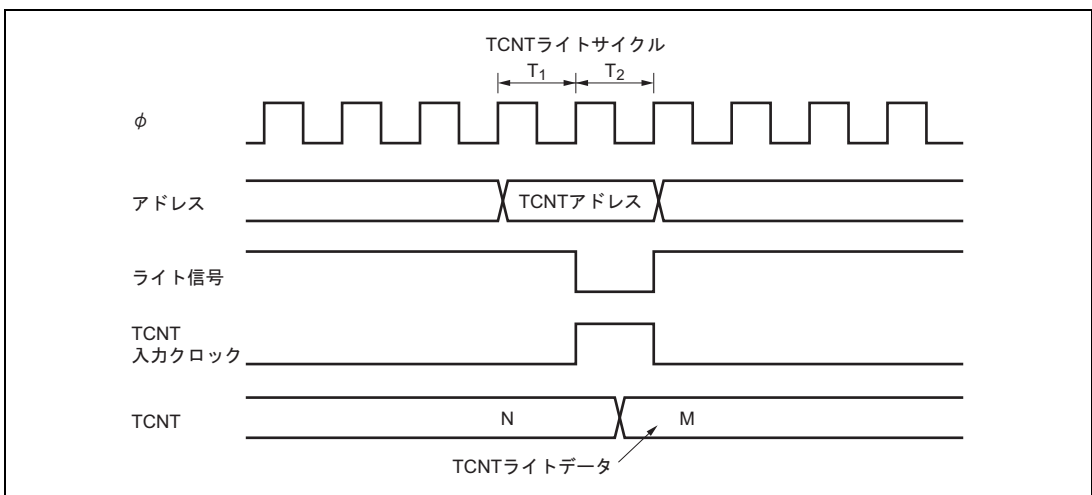 TCNTライトサイクル
T1 T2
φ
アドレス TCNTアドレス
ライト信号
TCNT
入力クロック
TCNT N M
TCNTライトデータ